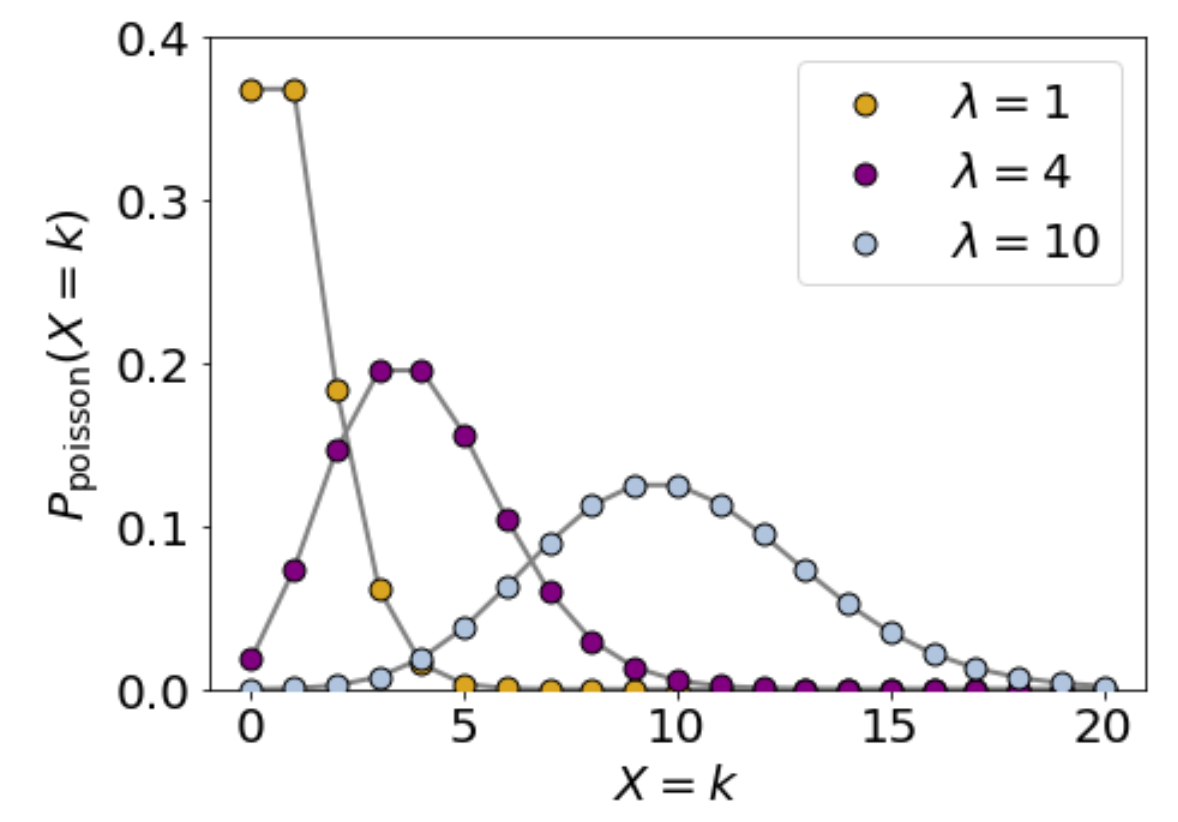 0.4
0.3
0.2
0.1
0.0
P_poisson(X = k)
λ = 1
λ = 4
λ = 10
0 5 10 15 20
X = k